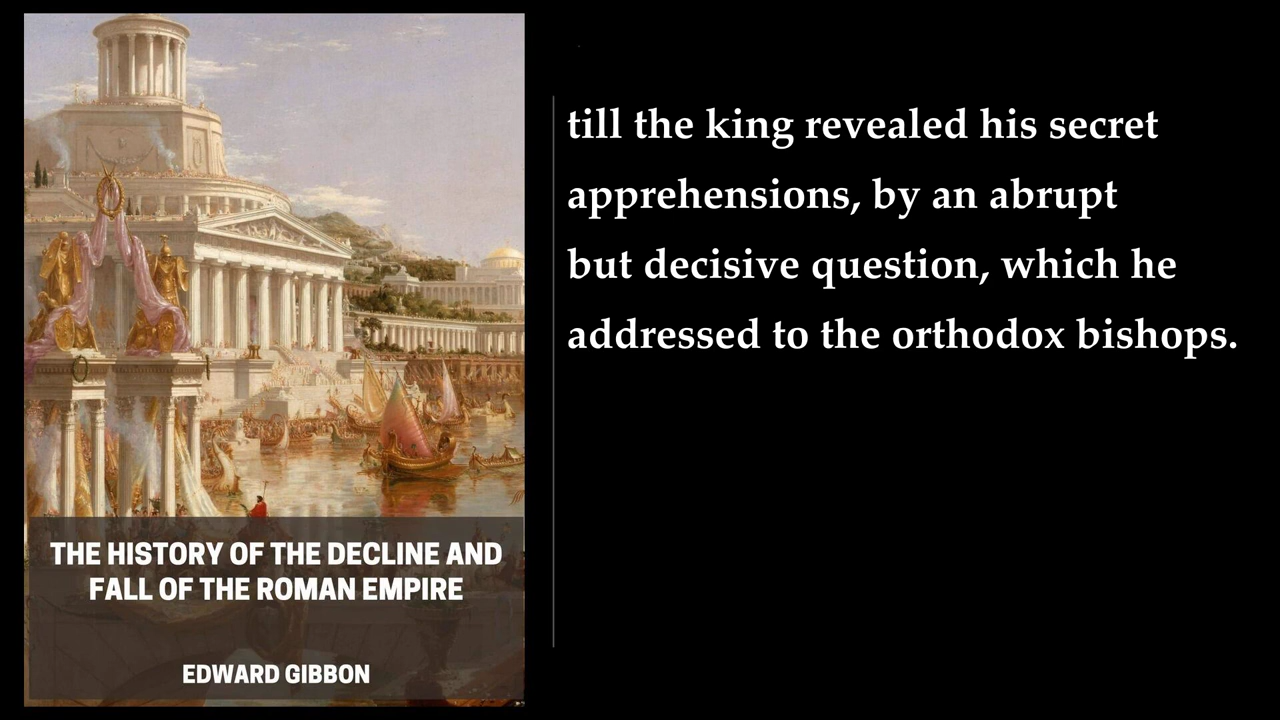 THE HISTORY OF THE DECLINE AND
FALL OF THE ROMAN EMPIRE
EDWARD GIBBON
till the king revealed his secret
apprehensions, by an abrupt
but decisive question, which he
addressed to the orthodox bishops.